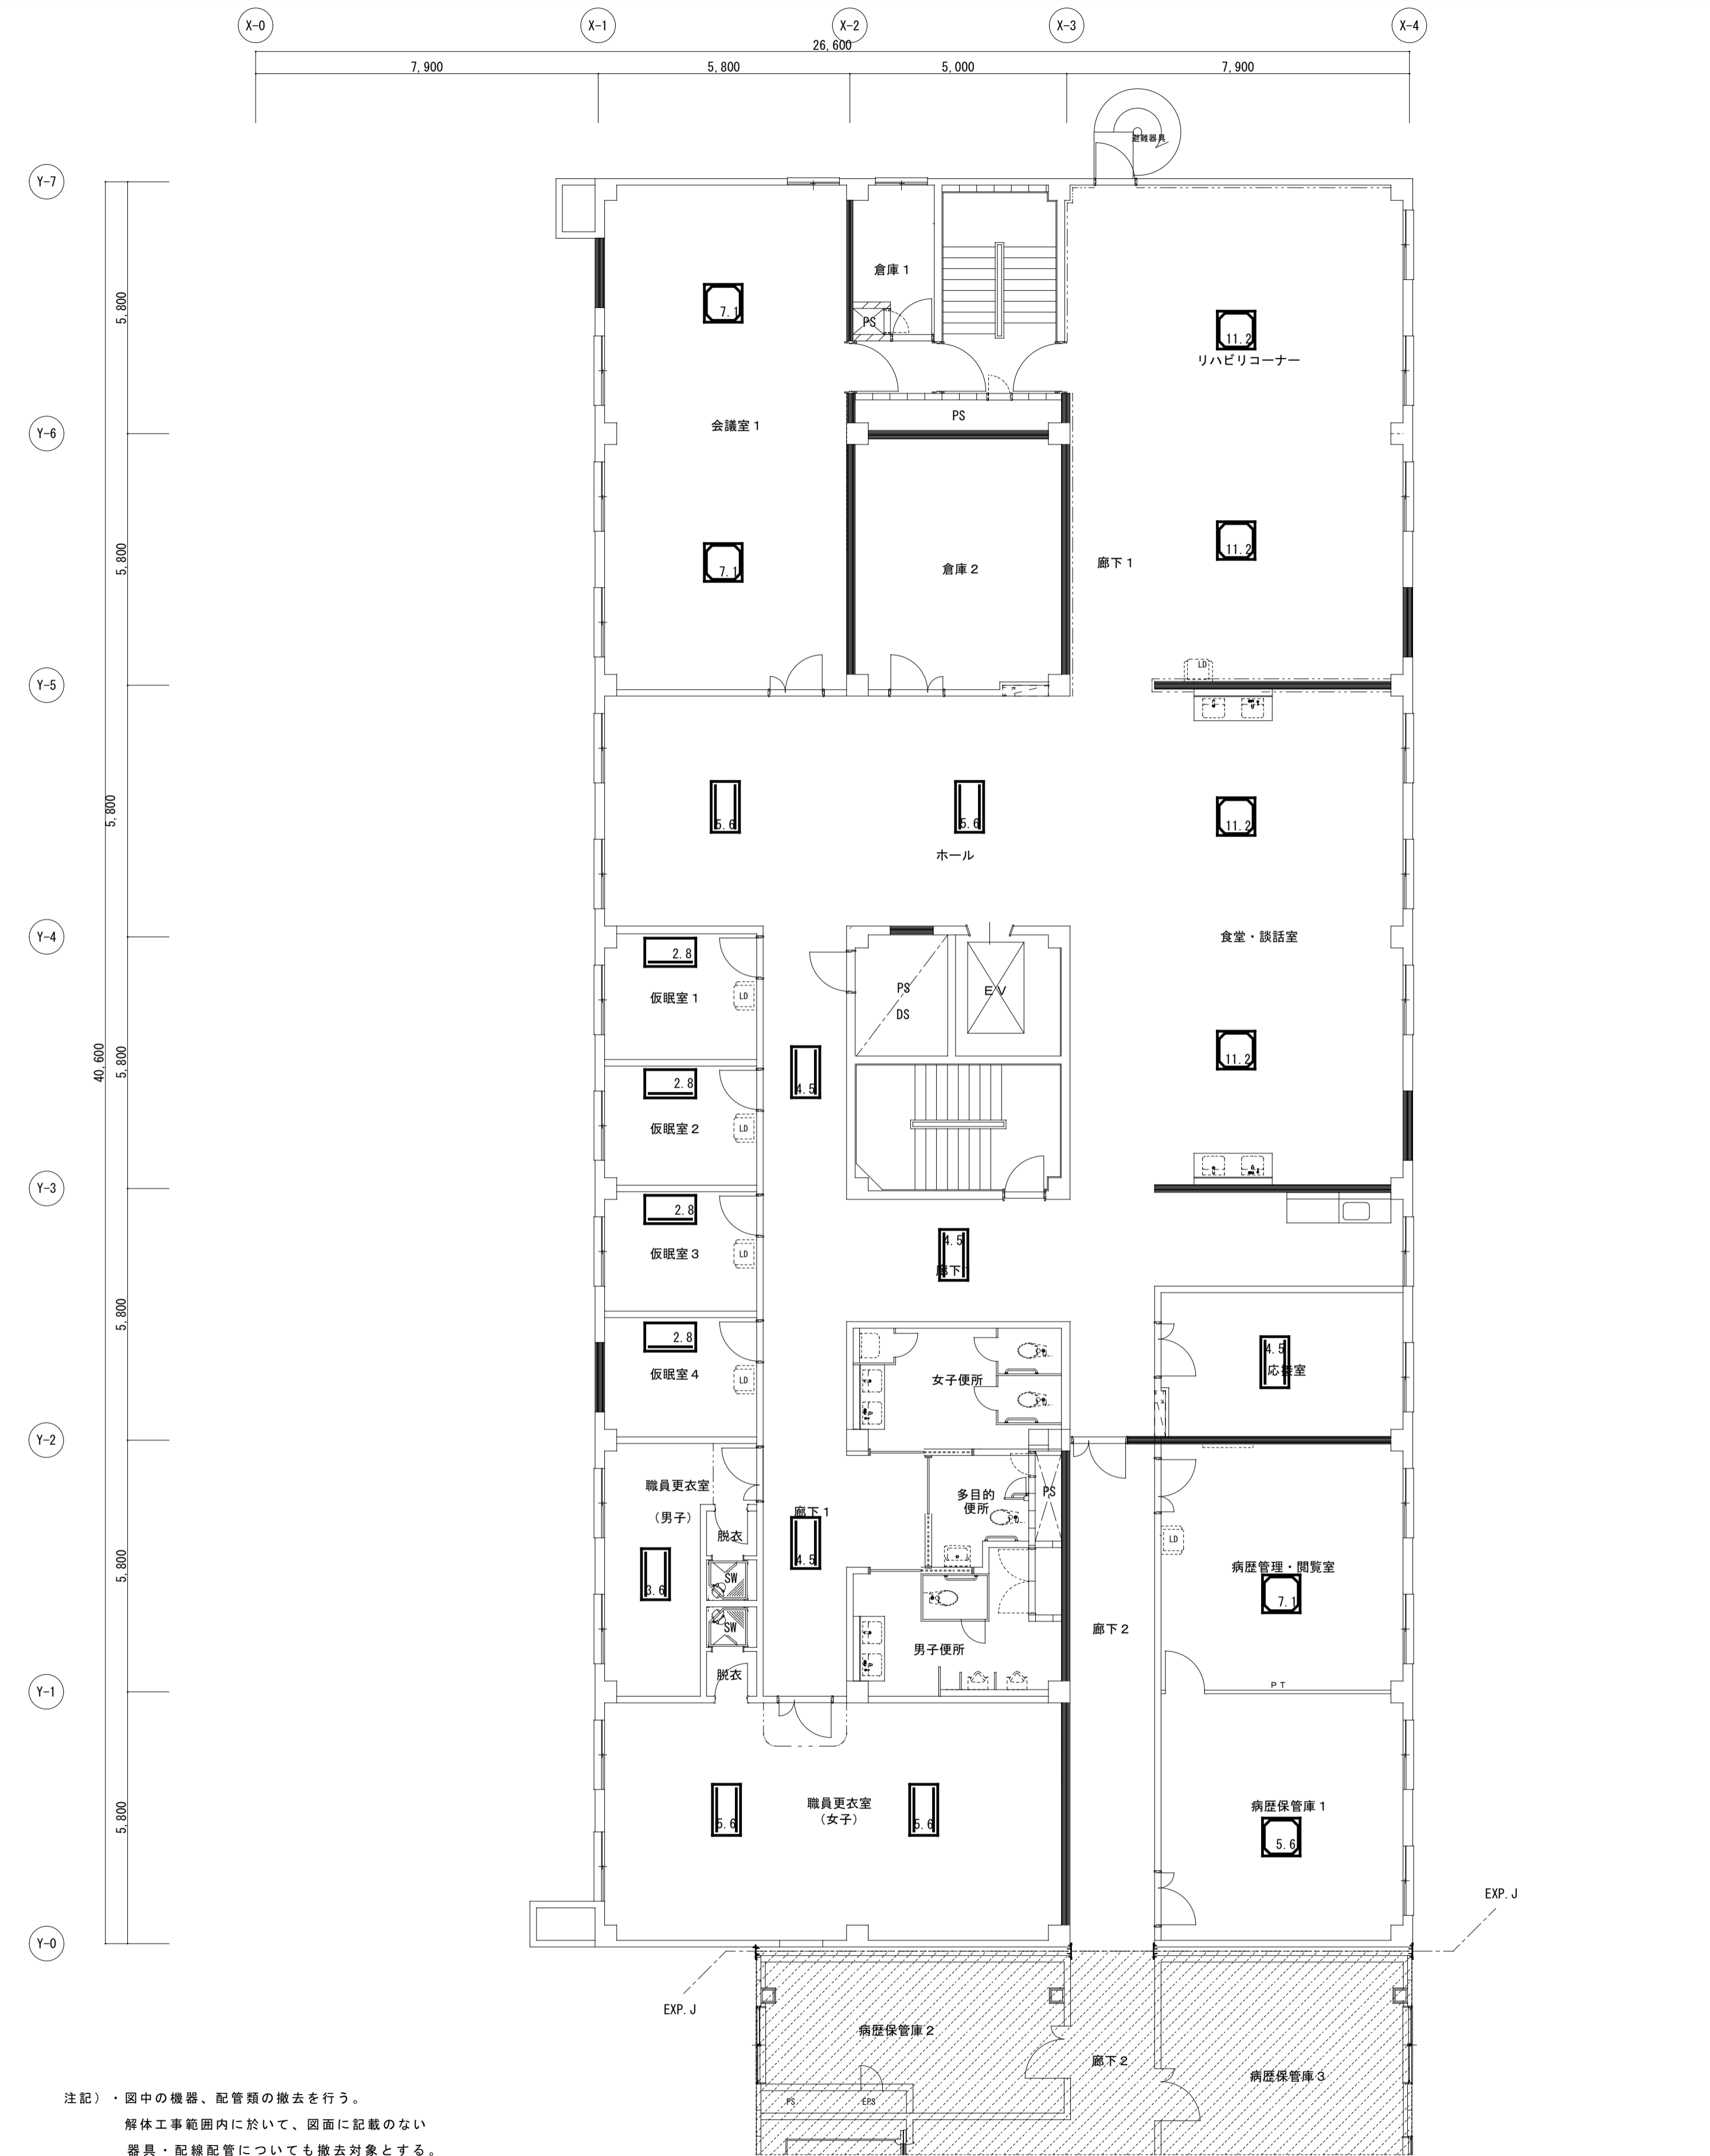 X-0 X-1 X-2 X-3 X-4
26,600
7,900 5,800 5,000 7,900
避難器具
Y-7
倉庫1
5,800
7.1
PS
11.2
リハビリコーナー
PS
会議室1
Y-6
5,800
7.1
倉庫2
廊下1
11.2
LD
Y-5
5,800
5.6
5.6
11.2
ホール
Y-4
食堂・談話室
2.8
仮眠室1
LD
PS
DS
EV
40,600
5,800
4.5
11.2
2.8
仮眠室2
LD
Y-3
2.8
仮眠室3
LD
4.5
廊下
5,800
2.8
仮眠室4
LD
女子便所
4.5
応接室
Y-2
職員更衣室
(男子)
廊下1
多目的
便所
PS
脱衣
LD
5,800
3.6
SW
4.5
病歴管理・閲覧室
7.1
SW
男子便所
廊下2
脱衣
Y-1
PT
5,800
5.6
職員更衣室
(女子)
5.6
病歴保管庫1
5.6
EXP.J
Y-0
EXP.J
病歴保管庫2
廊下2
病歴保管庫3
PS
EPS
注記)・図中の機器、配管類の撤去を行う。
解体工事範囲内に於いて、図面に記載のない
器具・配線配管についても撤去対象とする。